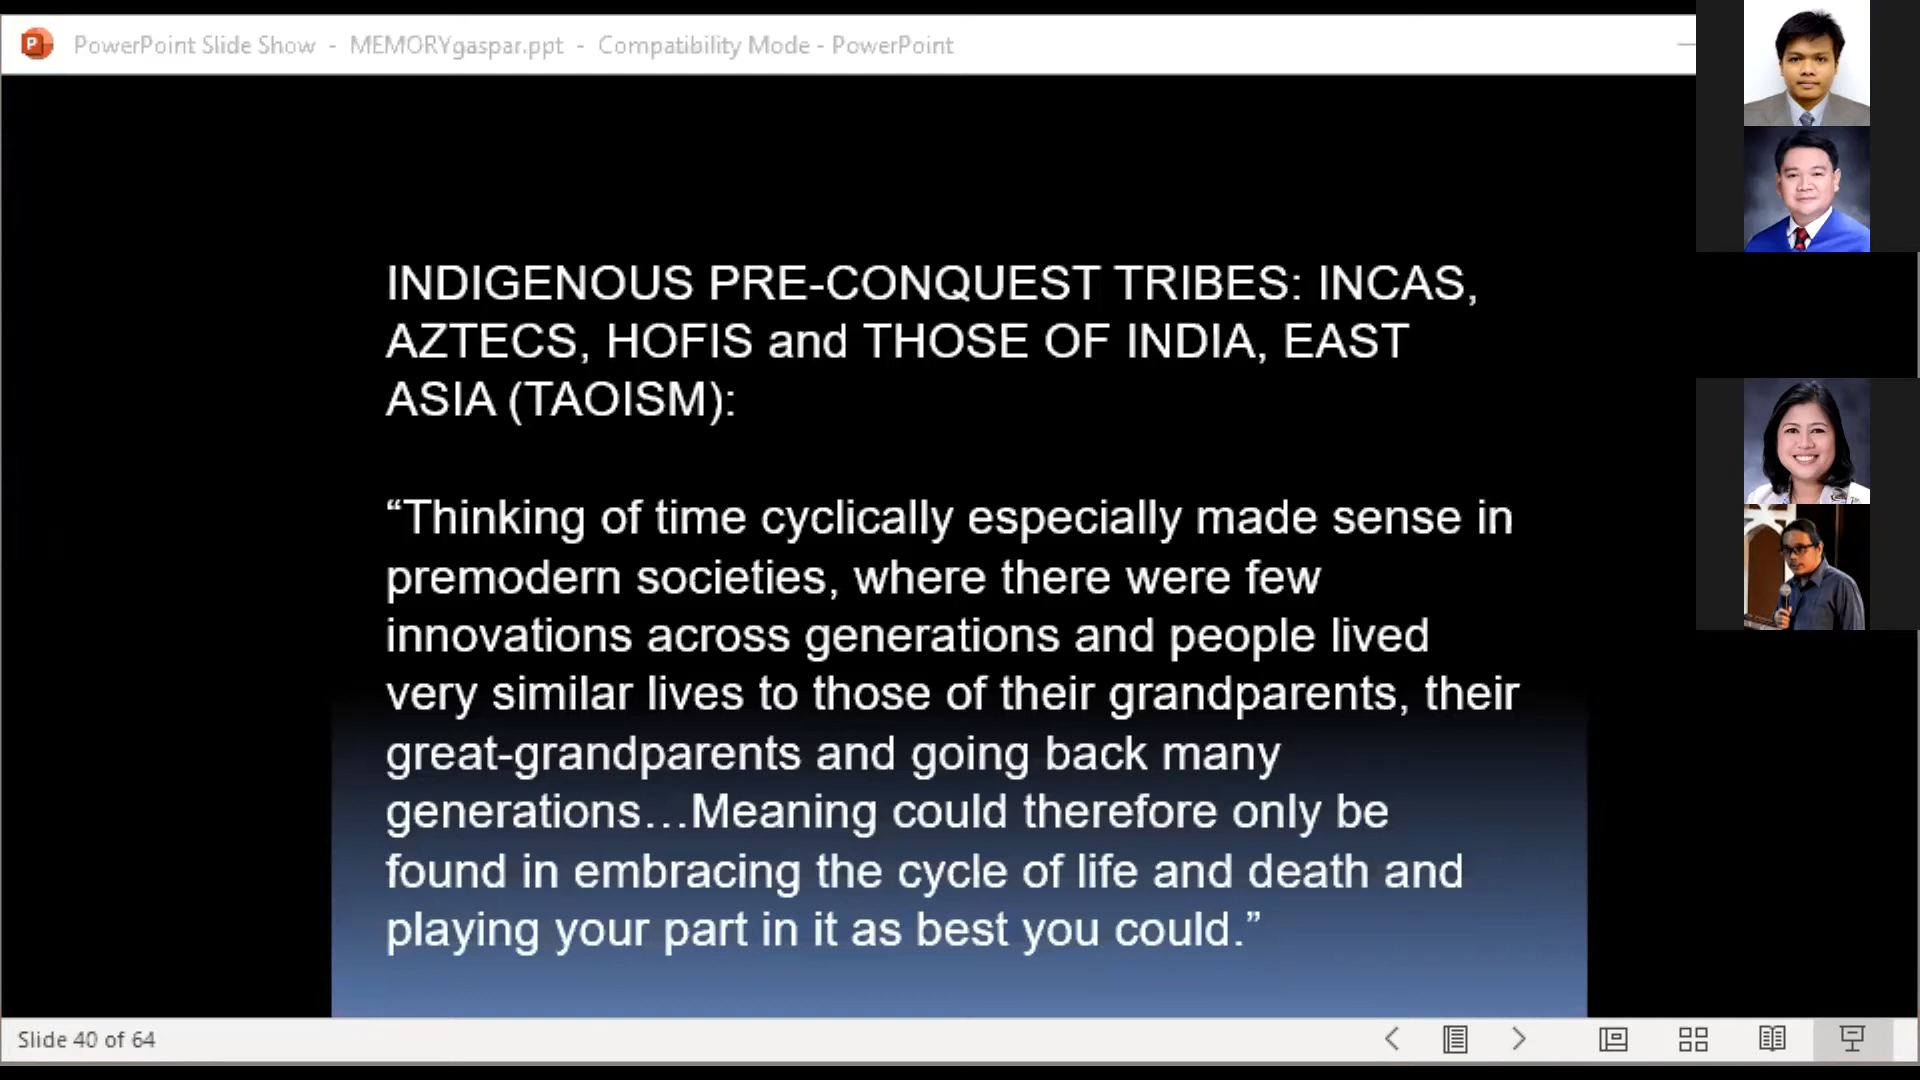 PowerPoint Slide Show - MEMORYgaspar.ppt - Compatibility Mode - PowerPoint
INDIGENOUS PRE-CONQUEST TRIBES: INCAS,
AZTECS, HOFIS and THOSE OF INDIA, EAST
ASIA (TAOISM):
“Thinking of time cyclically especially made sense in
premodern societies, where there were few
innovations across generations and people lived
very similar lives to those of their grandparents, their
great-grandparents and going back many
generations…Meaning could therefore only be
found in embracing the cycle of life and death and
playing your part in it as best you could.”
Slide 40 of 64